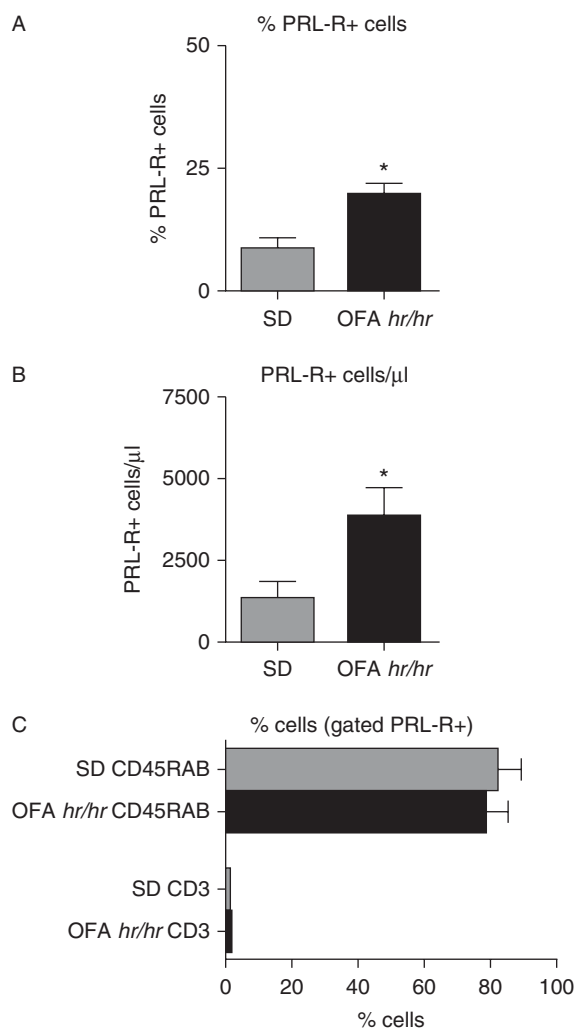 A
% PRL-R+ cells
50
25
0
% PRL-R+ cells
*
SD
OFA hr/hr
B
PRL-R+ cells/μl
7500
5000
2500
0
PRL-R+ cells/μl
*
SD
OFA hr/hr
C
% cells (gated PRL-R+)
SD CD45RAB
OFA hr/hr CD45RAB
SD CD3
OFA hr/hr CD3
0 20 40 60 80 100
% cells